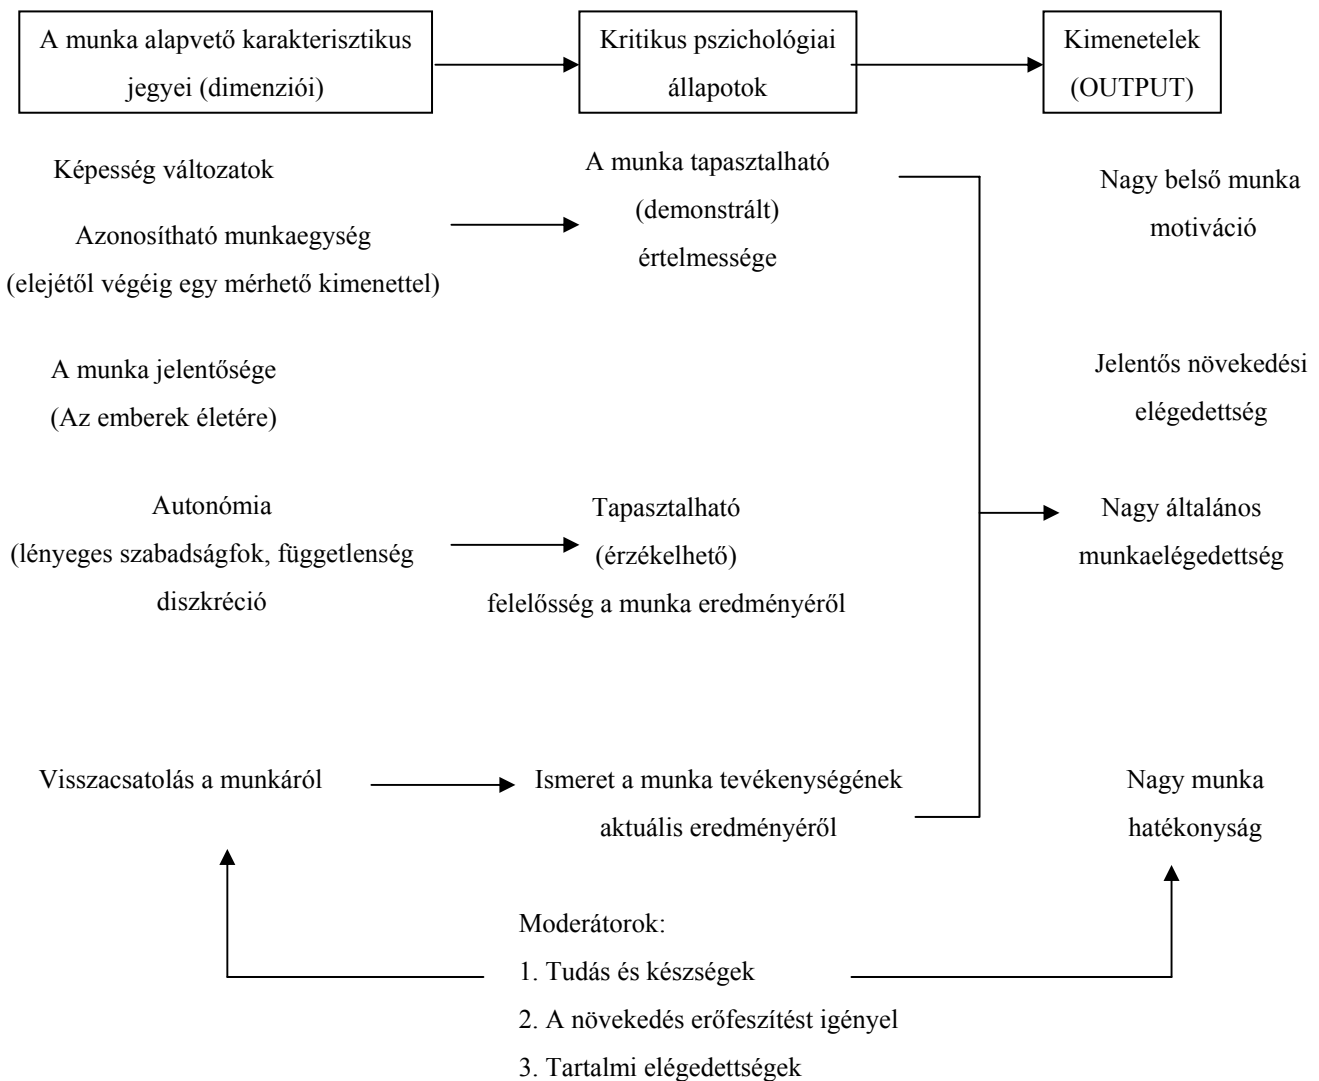 A munka alapvető karakterisztikus
jegyei (dimenziói)
Kritikus pszichológiai
állapotok
Kimenetelek
(OUTPUT)
Képesség változatok
Azonosítható munkaegység
(elejétől végéig egy mérhető kimenettel)
A munka jelentősége
(Az emberek életére)
Autonómia
(lényeges szabadságfok, függetlenség
diszkréció
Visszacsatolás a munkáról
A munka tapasztalható
(demonstrált)
értelmessége
Tapasztalható
(érzékelhető)
felelősség a munka eredményéről
Ismeret a munka tevékenységének
aktuális eredményéről
Nagy belső munka
motiváció
Jelentős növekedési
elégedettség
Nagy általános
munkaelégedettség
Nagy munka
hatékonyság
Moderátorok:
1. Tudás és készségek
2. A növekedés erőfeszítést igényel
3. Tartalmi elégedettségek